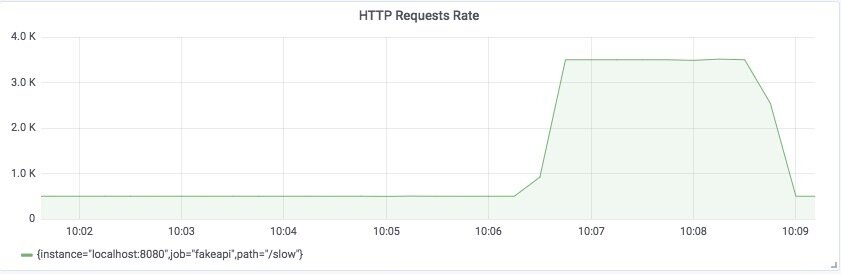 HTTP Requests Rate
4.0 K
3.0 K
2.0 K
1.0 K
0
10:02 10:03 10:04 10:05 10:06 10:07 10:08 10:09
{instance="localhost:8080",job="fakeapi",path="/slow"}